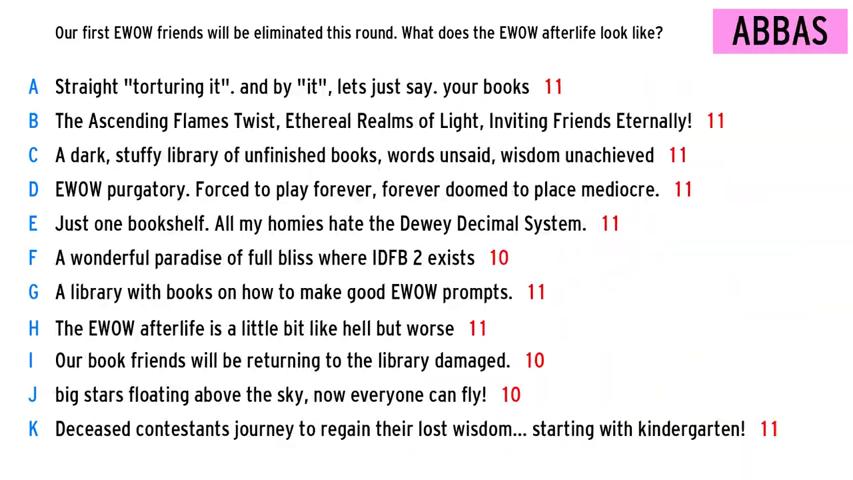 Our first EWOW friends will be eliminated this round. What does the EWOW afterlife look like?
ABBAS
A Straight "torturing it". and by "it", lets just say. your books 11
B The Ascending Flames Twist, Ethereal Realms of Light, Inviting Friends Eternally! 11
C A dark, stuffy library of unfinished books, words unsaid, wisdom unachieved 11
D EWOW purgatory. Forced to play forever, forever doomed to place mediocre. 11
E Just one bookshelf. All my homies hate the Dewey Decimal System. 11
F A wonderful paradise of full bliss where IDFB 2 exists 10
G A library with books on how to make good EWOW prompts. 11
H The EWOW afterlife is a little bit like hell but worse 11
I Our book friends will be returning to the library damaged. 10
J big stars floating above the sky, now everyone can fly! 10
K Deceased contestants journey to regain their lost wisdom... starting with kindergarten! 11